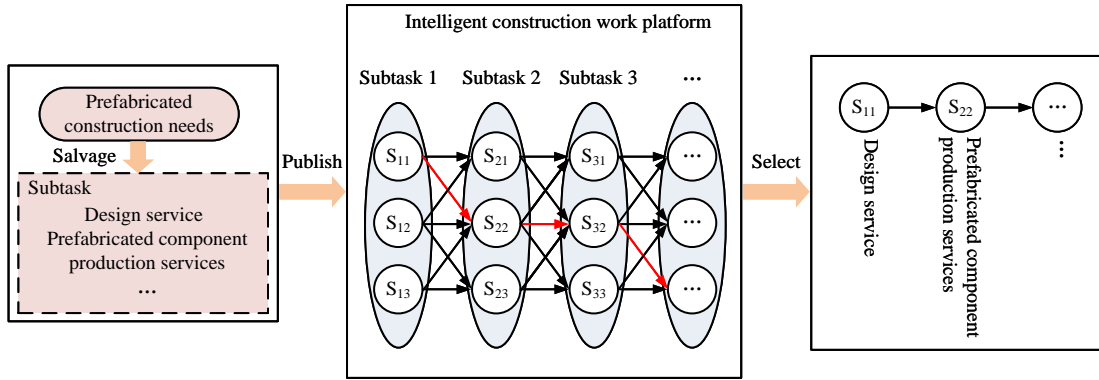 Prefabricated
construction needs
Salvage
Subtask
Design service
Prefabricated component
production services
...
Publish
Intelligent construction work platform
Subtask 1 Subtask 2 Subtask 3 ...
S11 S21 S31 ...
S12 S22 S32 ...
S13 S23 S33 ...
Select
S11 S22 ...
Design service
Prefabricated component
production services
...